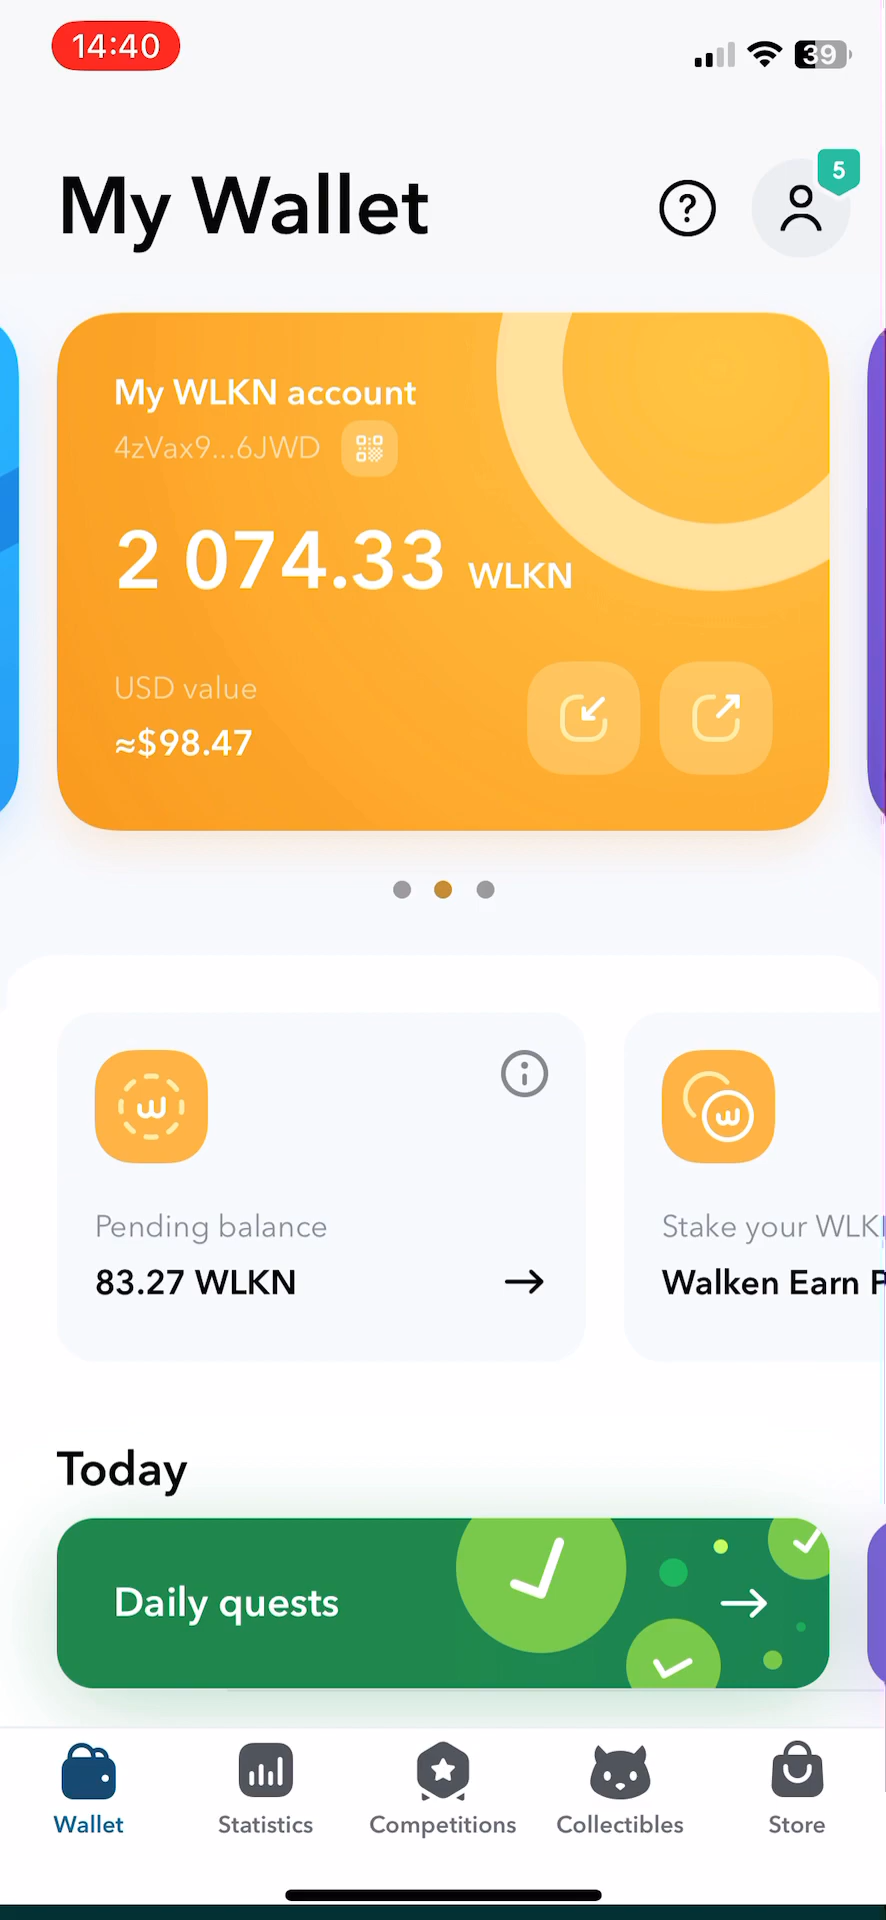 14:40
39
My Wallet
?
5
My WLKN account
4zVax9...6JWD
2 074.33 WLKN
USD value
≈$98.47
Pending balance
83.27 WLKN
Stake your WLK
Walken Earn P
Today
Daily quests
Wallet
Statistics
Competitions
Collectibles
Store